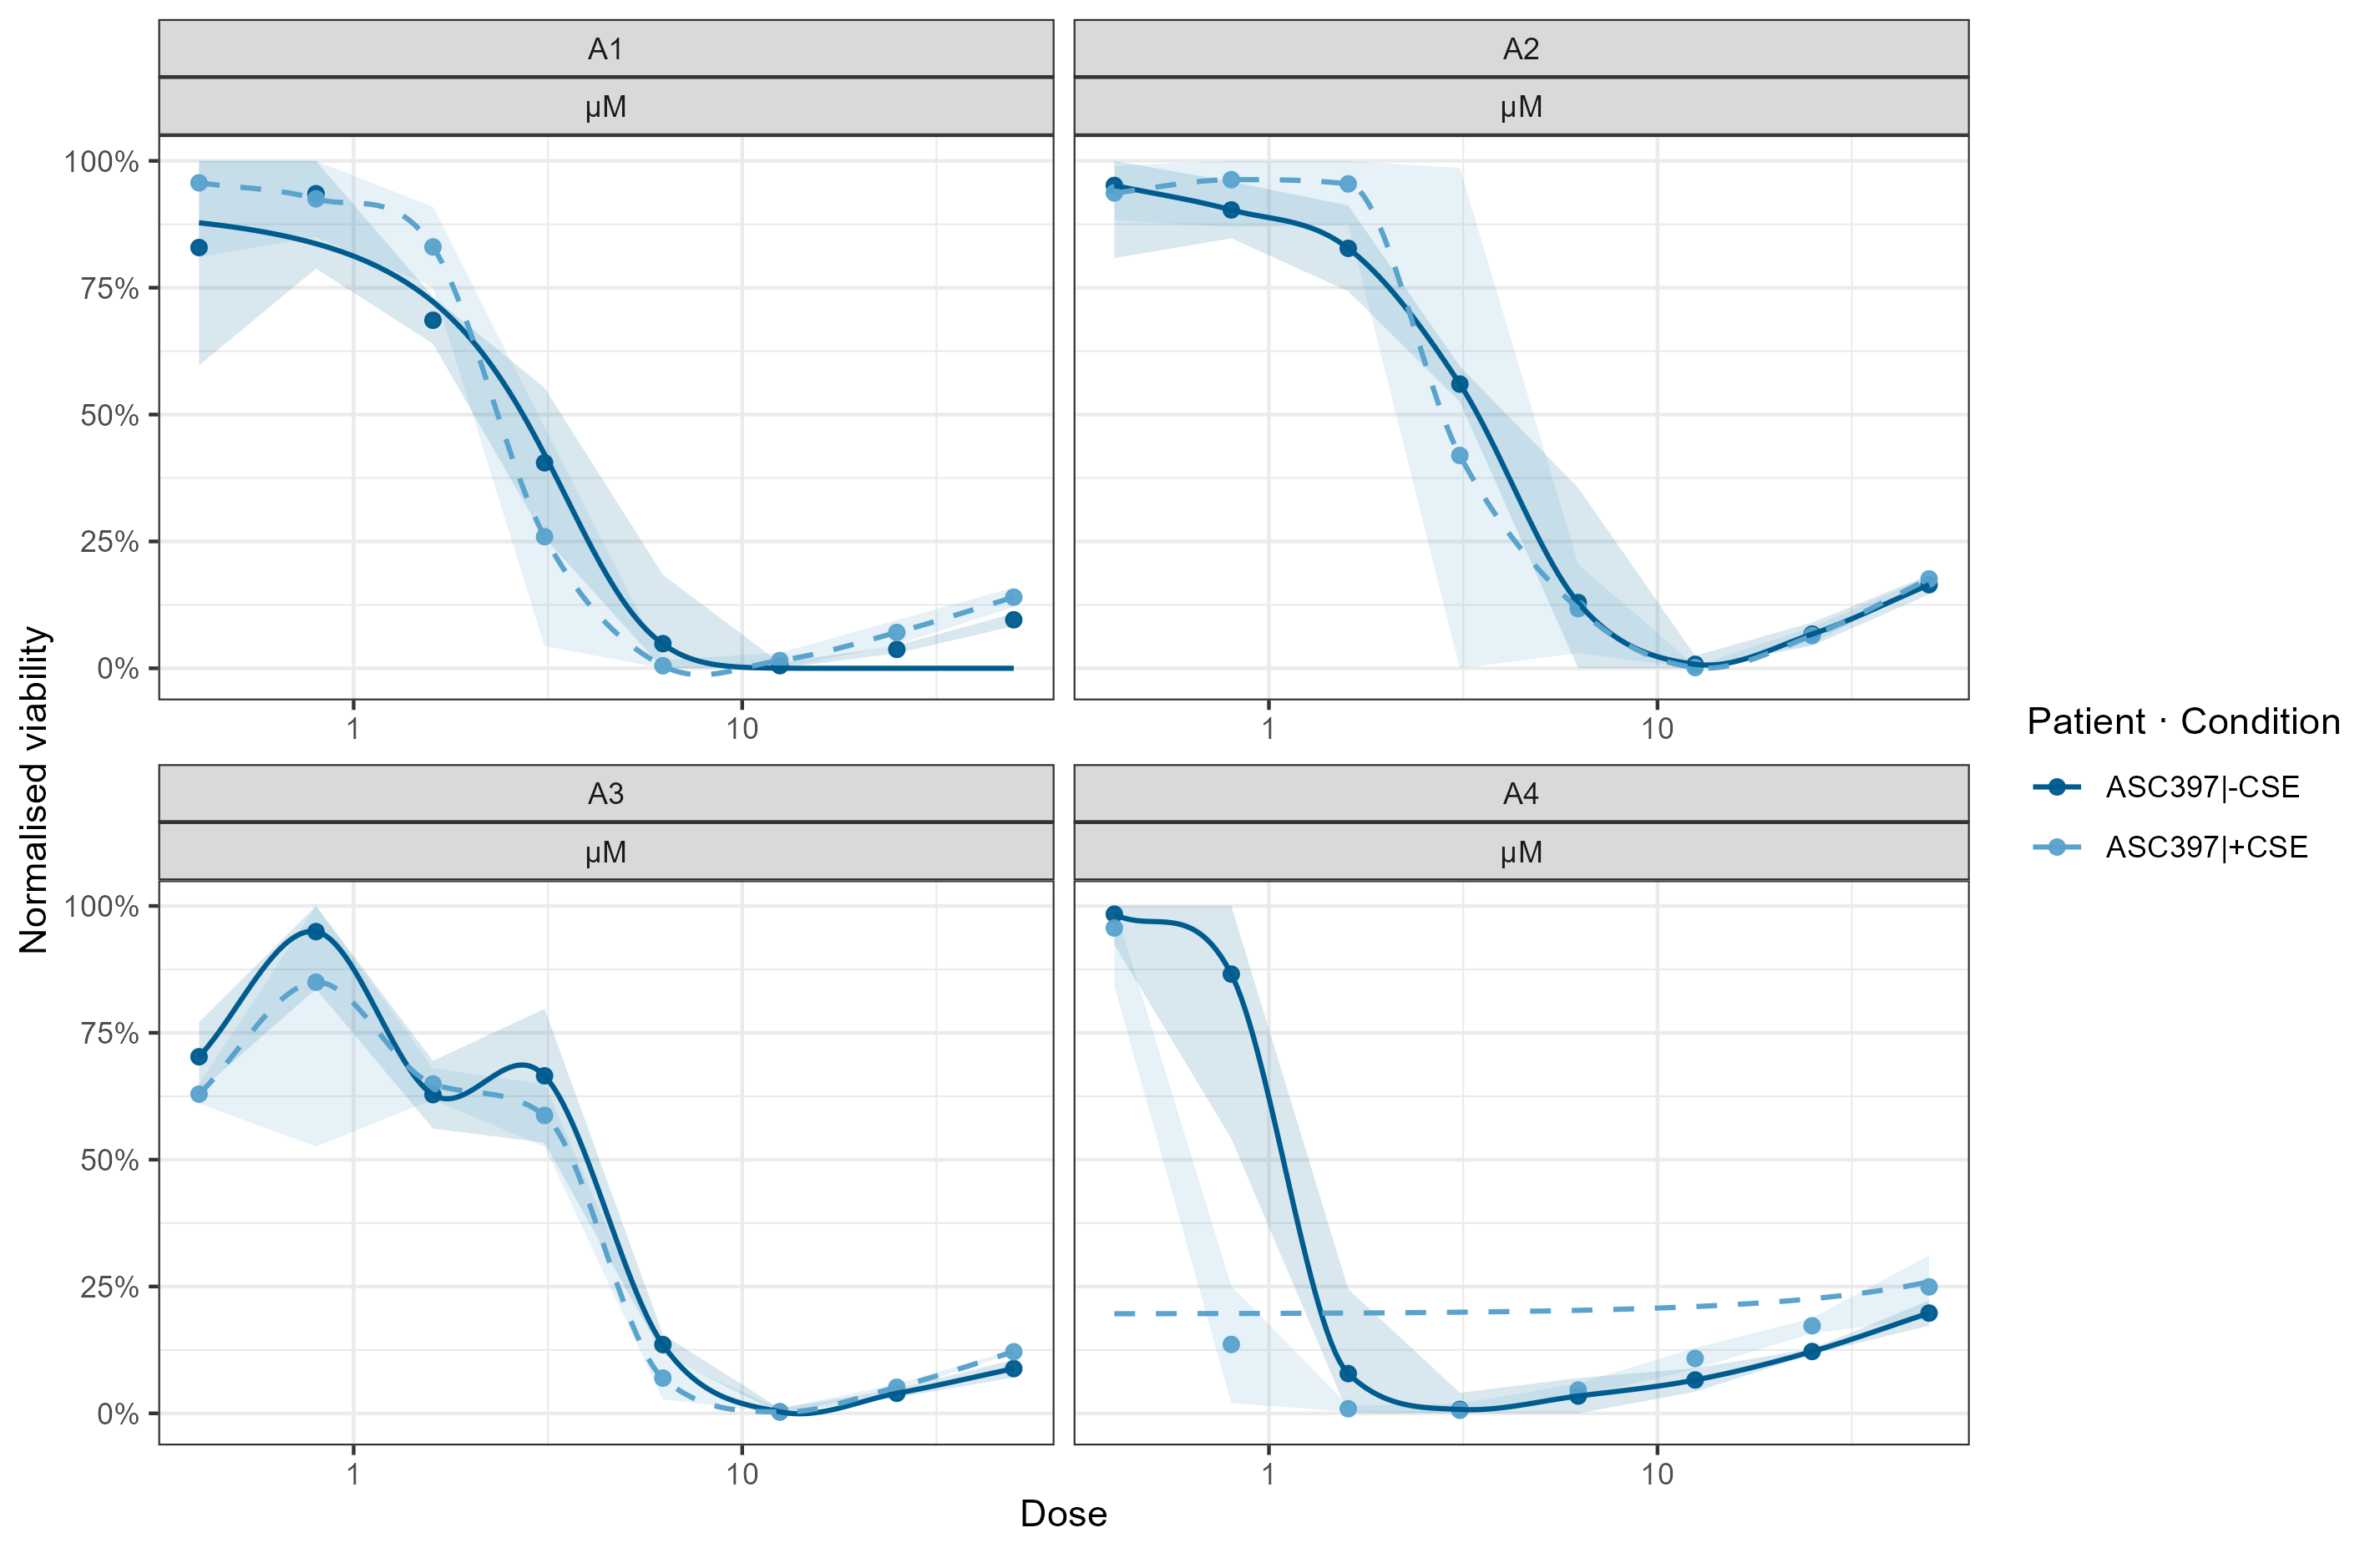 A1
A2
µM
µM
100%
75%
50%
25%
0%
1
10
1
10
A3
A4
µM
µM
100%
75%
50%
25%
0%
1
10
1
10
Dose
Normalised viability
Patient · Condition
ASC397|-CSE
ASC397|+CSE